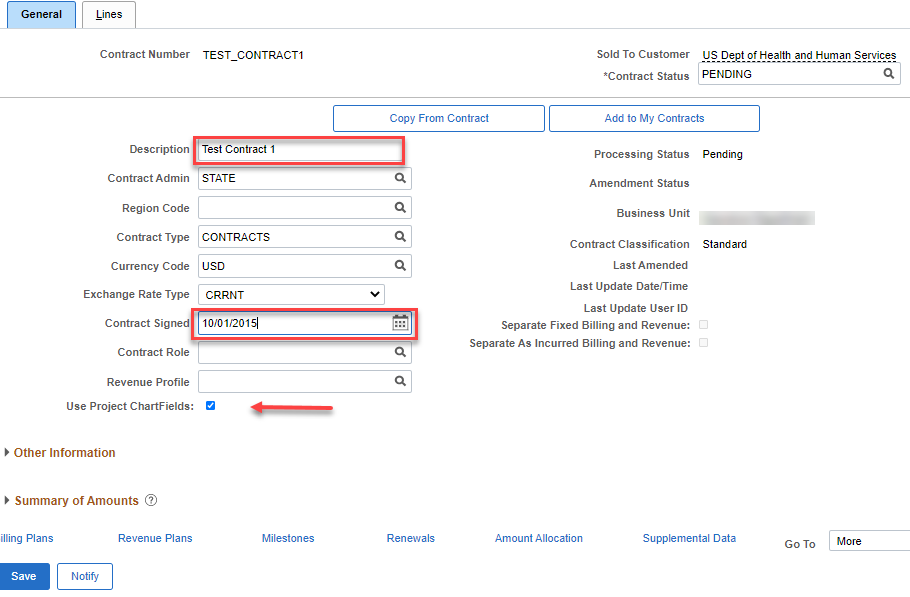 General Lines
Contract Number TEST_CONTRACT1 Sold To Customer US Dept of Health and Human Services
*Contract Status PENDING
Copy From Contract Add to My Contracts
Description Test Contract 1 Processing Status Pending
Contract Admin STATE Amendment Status
Region Code Business Unit
Contract Type CONTRACTS Contract Classification Standard
Currency Code USD Last Amended
Exchange Rate Type CRRNT Last Update Date/Time
Last Update User ID
Contract Signed 10/01/2015 Separate Fixed Billing and Revenue:
Contract Role Separate As Incurred Billing and Revenue:
Revenue Profile
Use Project ChartFields:
Other Information
Summary of Amounts ?
illing Plans Revenue Plans Milestones Renewals Amount Allocation Supplemental Data Go To More
Save Notify